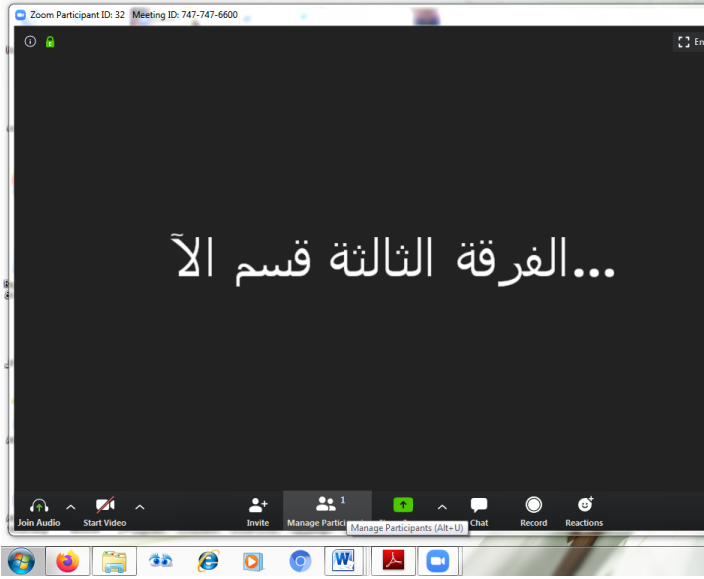 Zoom Participant ID: 32 Meeting ID: 747-747-6600
En
الفرقة الثالثة قسم الآ...
1
Join Audio
Start Video
Invite
Manage Partici
Chat
Record
Reactions
Manage Participants (Alt+U)